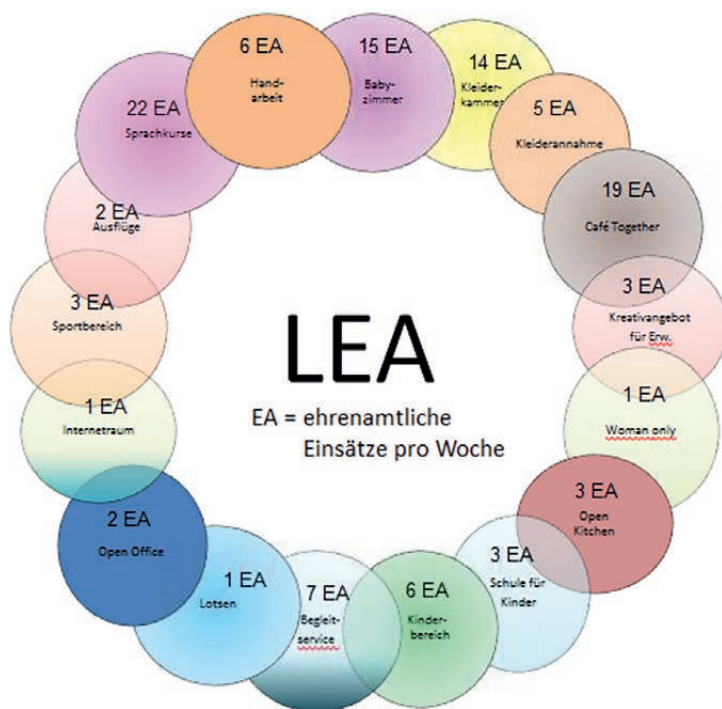 6 EA
Hand-
arbeit
15 EA
Baby-
zimmer
14 EA
Kleider-
kammer
5 EA
Kleiderannahme
19 EA
Café Together
3 EA
Kreativangebot
für Erw.
1 EA
Woman only
3 EA
Open
Kitchen
3 EA
Schule für
Kinder
6 EA
Kinder-
bereich
7 EA
Begleit-
service
1 EA
Lotsen
2 EA
Open Office
1 EA
Internetraum
3 EA
Sportbereich
2 EA
Ausflüge
22 EA
Sprachkurse
LEA
EA = ehrenamtliche
Einsätze pro Woche